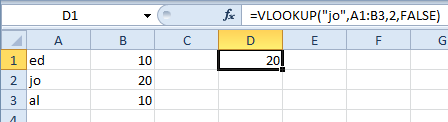 D1 fx =VLOOKUP("jo",A1:B3,2,FALSE)
A B C D E F G
1 ed 10 20
2 jo 20
3 al 10